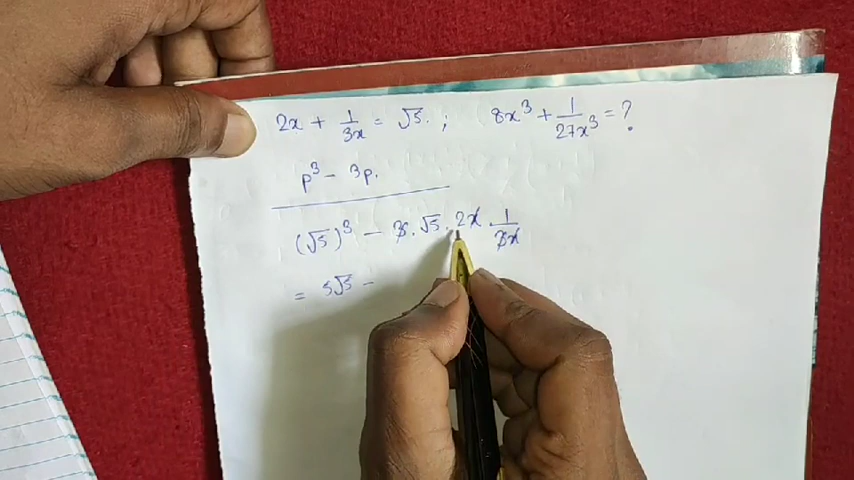 2x + 1/3x = √5. ; 8x³ + 1/27x³ = ?
p³ - 3p.
(√5)³ - 3.√5.2x.1/3x
= 5√5 -